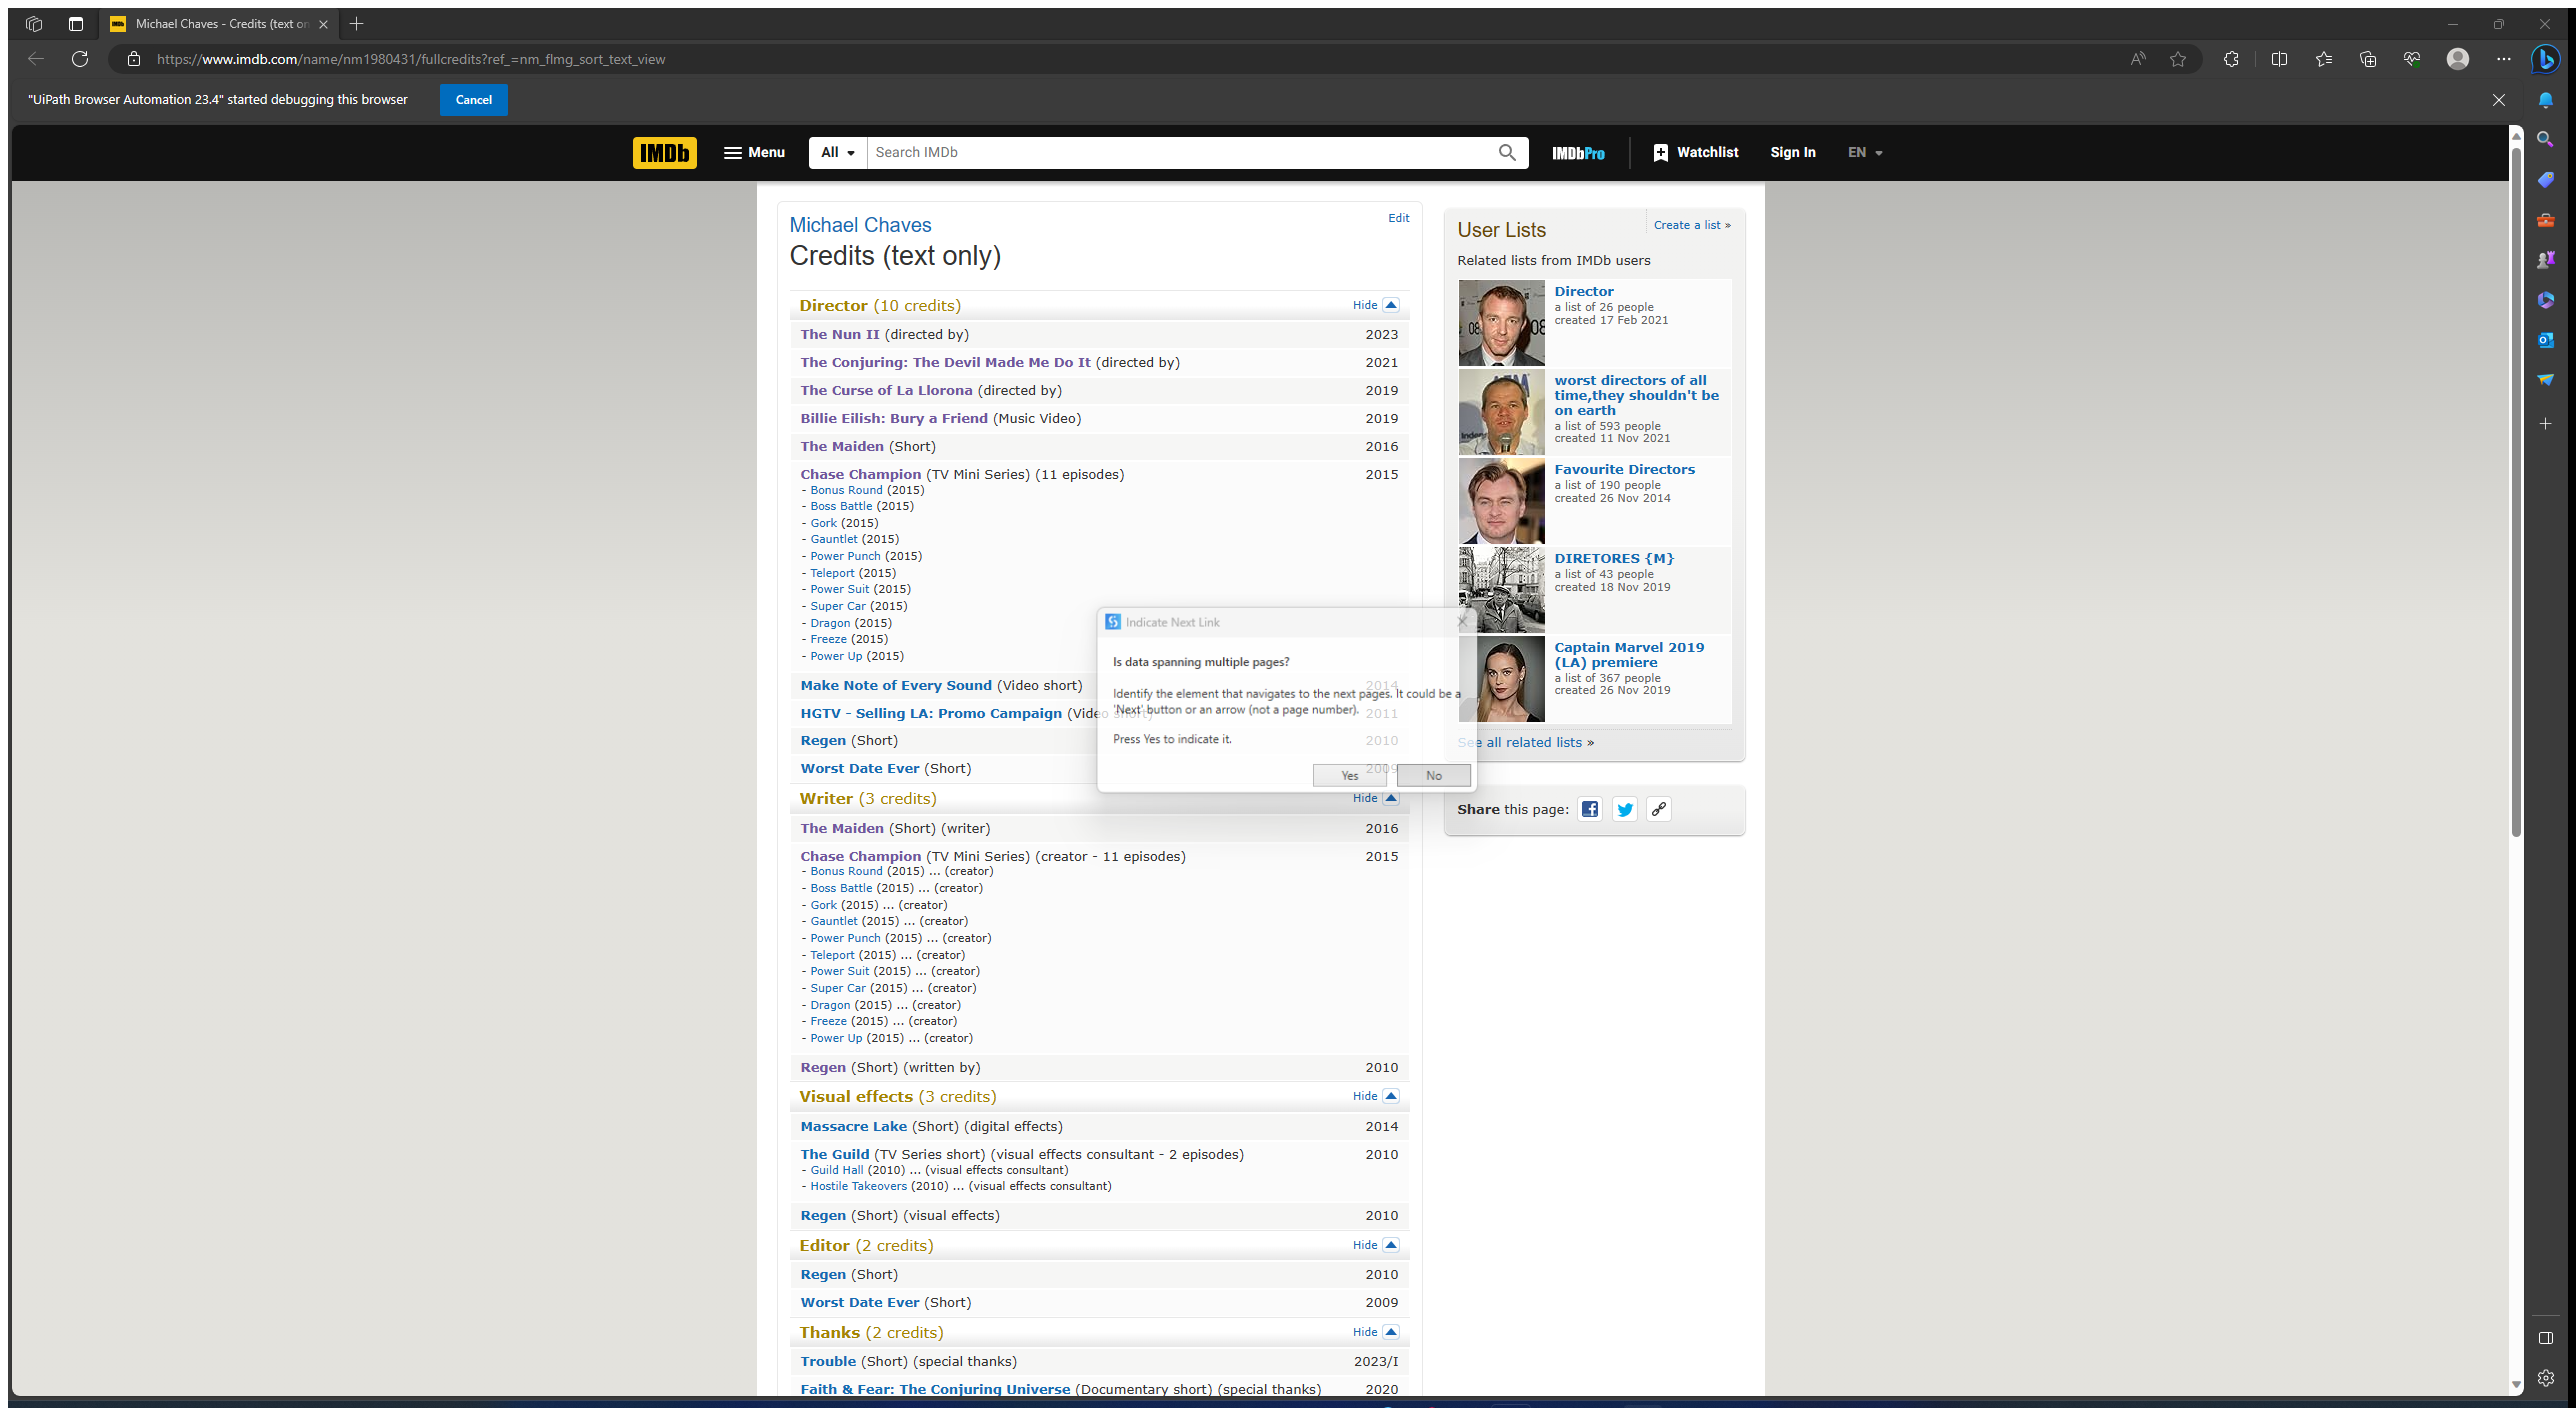 Michael Chaves - Credits (text on
https://www.imdb.com/name/nm1980431/fullcredits?ref_=nm_flmg_sort_text_view
"UiPath Browser Automation 23.4" started debugging this browser
Cancel
IMDb
Menu
All
Search IMDb
IMDbPro
Watchlist
Sign In
EN
Michael Chaves
Edit
Credits (text only)
Director (10 credits)
Hide
The Nun II (directed by)
2023
The Conjuring: The Devil Made Me Do It (directed by)
2021
The Curse of La Llorona (directed by)
2019
Billie Eilish: Bury a Friend (Music Video)
2019
The Maiden (Short)
2016
Chase Champion (TV Mini Series) (11 episodes)
2015
- Bonus Round (2015)
- Boss Battle (2015)
- Gork (2015)
- Gauntlet (2015)
- Power Punch (2015)
- Teleport (2015)
- Power Suit (2015)
- Super Car (2015)
- Dragon (2015)
- Freeze (2015)
- Power Up (2015)
Make Note of Every Sound (Video short)
2014
HGTV - Selling LA: Promo Campaign (Video short)
2011
Regen (Short)
2010
Worst Date Ever (Short)
2009
Indicate Next Link
Is data spanning multiple pages?
Identify the element that navigates to the next pages. It could be a
'Next' button or an arrow (not a page number).
Press Yes to indicate it.
Yes
No
Writer (3 credits)
Hide
The Maiden (Short) (writer)
2016
Chase Champion (TV Mini Series) (creator - 11 episodes)
2015
- Bonus Round (2015) ... (creator)
- Boss Battle (2015) ... (creator)
- Gork (2015) ... (creator)
- Gauntlet (2015) ... (creator)
- Power Punch (2015) ... (creator)
- Teleport (2015) ... (creator)
- Power Suit (2015) ... (creator)
- Super Car (2015) ... (creator)
- Dragon (2015) ... (creator)
- Freeze (2015) ... (creator)
- Power Up (2015) ... (creator)
Regen (Short) (written by)
2010
Visual effects (3 credits)
Hide
Massacre Lake (Short) (digital effects)
2014
The Guild (TV Series short) (visual effects consultant - 2 episodes)
2010
- Guild Hall (2010) ... (visual effects consultant)
- Hostile Takeovers (2010) ... (visual effects consultant)
Regen (Short) (visual effects)
2010
Editor (2 credits)
Hide
Regen (Short)
2010
Worst Date Ever (Short)
2009
Thanks (2 credits)
Hide
Trouble (Short) (special thanks)
2023/I
Faith & Fear: The Conjuring Universe (Documentary short) (special thanks)
2020
User Lists
Create a list »
Related lists from IMDb users
Director
a list of 26 people
created 17 Feb 2021
worst directors of all
time,they shouldn't be
on earth
a list of 593 people
created 11 Nov 2021
Favourite Directors
a list of 190 people
created 26 Nov 2014
DIRETORES {M}
a list of 43 people
created 18 Nov 2019
Captain Marvel 2019
(LA) premiere
a list of 367 people
created 26 Nov 2019
See all related lists »
Share this page: